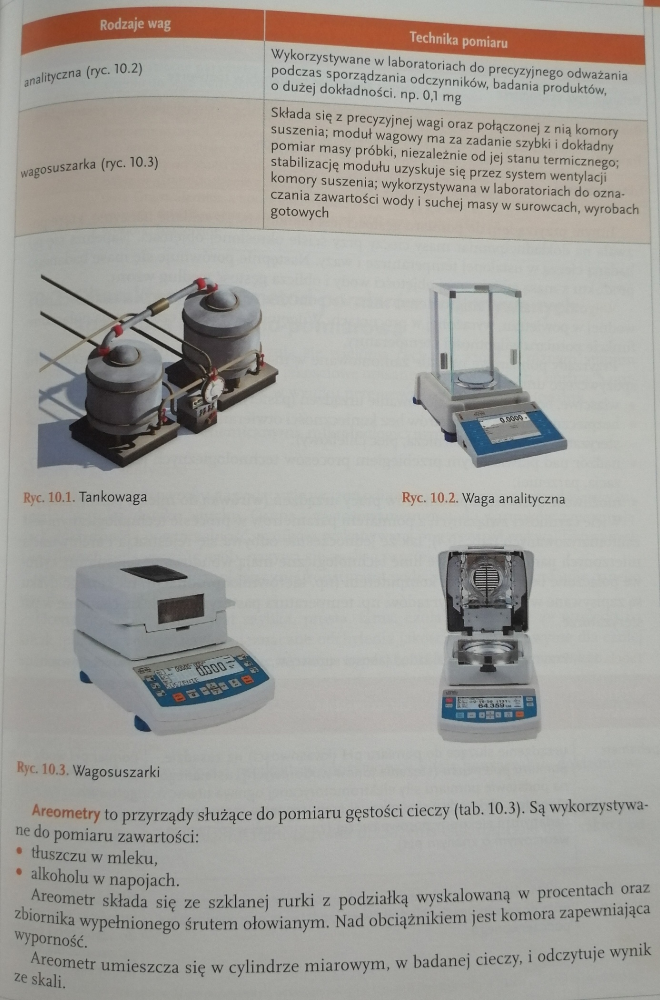 Rodzaje wag
Technika pomiaru
analityczna (ryc. 10.2)
Wykorzystywane w laboratoriach do precyzyjnego odważania
podczas sporządzania odczynników, badania produktów,
o dużej dokładności. np. 0,1 mg
wagosuszarka (ryc. 10.3)
Składa się z precyzyjnej wagi oraz połączonej z nią komory
suszenia; moduł wagowy ma za zadanie szybki i dokładny
pomiar masy próbki, niezależnie od jej stanu termicznego;
stabilizację modułu uzyskuje się przez system wentylacji
komory suszenia; wykorzystywana w laboratoriach do ozna-
czania zawartości wody i suchej masy w surowcach, wyrobach
gotowych
0.0000
Ryc. 10.1. Tankowaga
Ryc. 10.2. Waga analityczna
0.000
SUSZENIE
64.359
Ryc. 10.3. Wagosuszarki
Areometry to przyrządy służące do pomiaru gęstości cieczy (tab. 10.3). Są wykorzystywa-
ne do pomiaru zawartości:
• tłuszczu w mleku,
• alkoholu w napojach.
Areometr składa się ze szklanej rurki z podziałką wyskalowaną w procentach oraz
zbiornika wypełnionego śrutem ołowianym. Nad obciążnikiem jest komora zapewniająca
wyporność.
Areometr umieszcza się w cylindrze miarowym, w badanej cieczy, i odczytuje wynik
ze skali.